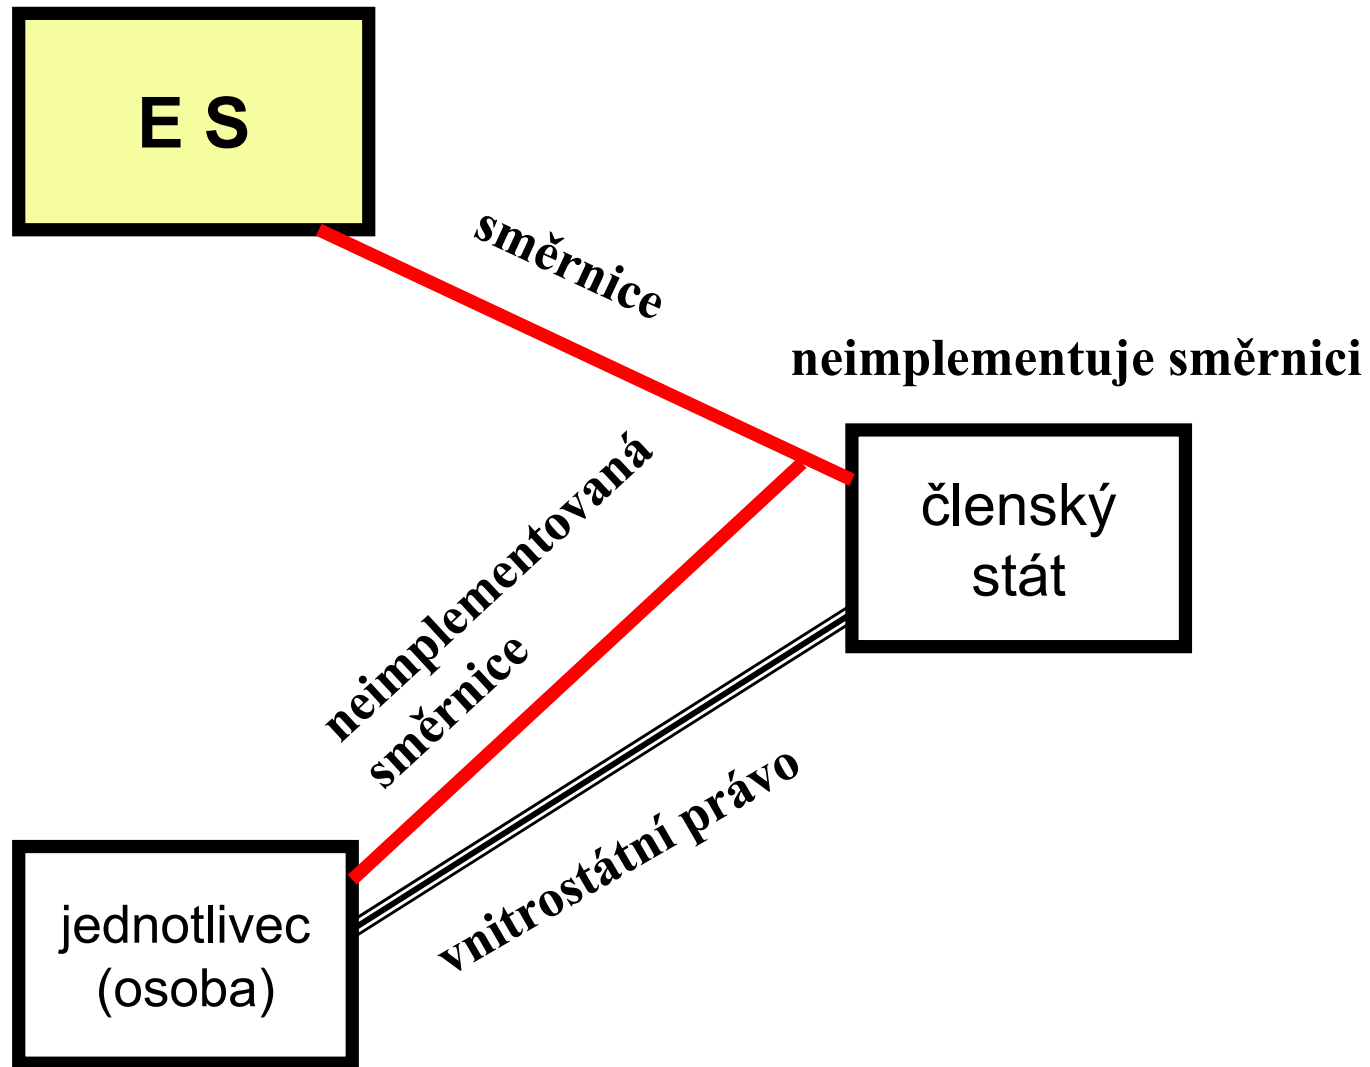 E S
směrnice
neimplementuje směrnici
členský
stát
neimplementovaná
směrnice
vnitrostátní právo
jednotlivec
(osoba)